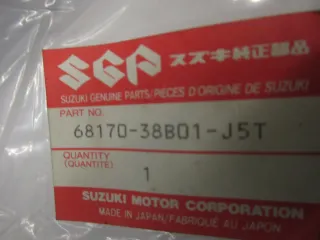 SGP スズキ純正部品
SUZUKI GENUINE PARTS/PIECES D'ORIGINE DE SUZUKI
PART NO.
68170-38B01-J5T
QUANTITY
(QUANTITE)
1
SUZUKI MOTOR CORPORATION
MADE IN JAPAN/FABRIQUÉ AU JAPON